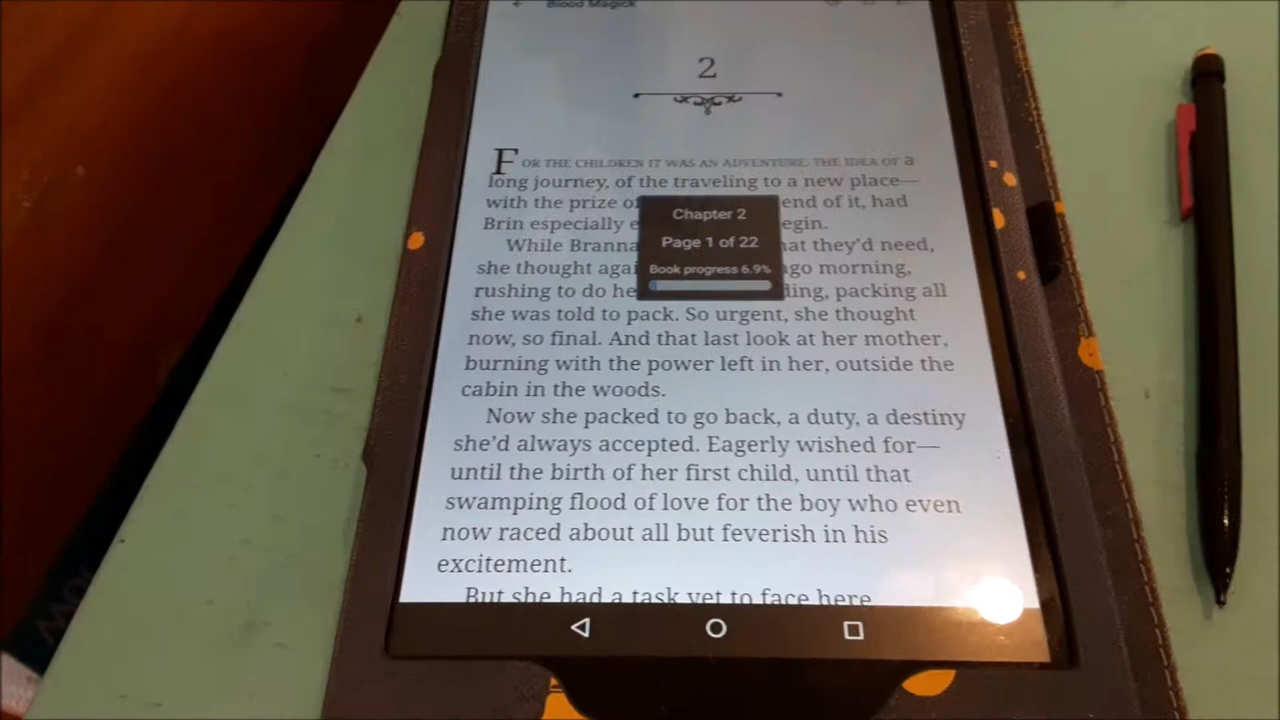 Blood Magick
2
FOR THE CHILDREN IT WAS AN ADVENTURE. THE IDEA OF a
long journey, of the traveling to a new place—
with the prize of end of it, had
Brin especially egin.
While Branna hat they'd need,
she thought agai ago morning,
rushing to do he ding, packing all
she was told to pack. So urgent, she thought
now, so final. And that last look at her mother,
burning with the power left in her, outside the
cabin in the woods.
Now she packed to go back, a duty, a destiny
she'd always accepted. Eagerly wished for—
until the birth of her first child, until that
swamping flood of love for the boy who even
now raced about all but feverish in his
excitement.
But she had a task yet to face here
Chapter 2
Page 1 of 22
Book progress 6.9%